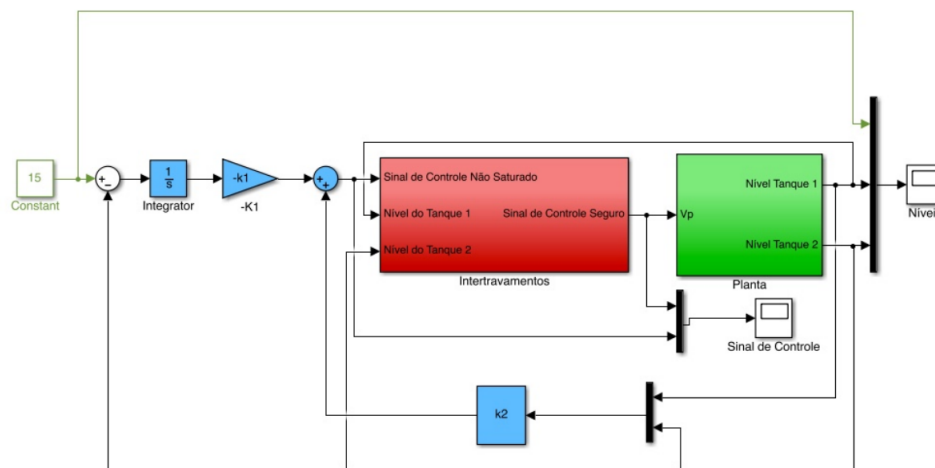 15
Constant
+
−
1
s
Integrator
-k1
-K1
+
+
Sinal de Controle Não Saturado
Nível do Tanque 1
Nível do Tanque 2
Sinal de Controle Seguro
Intertravamentos
Vp
Nível Tanque 1
Nível Tanque 2
Planta
Sinal de Controle
k2